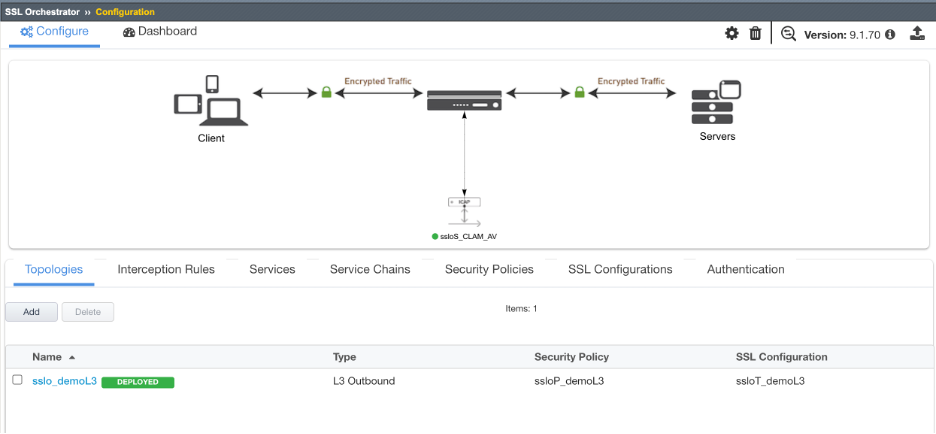 SSL Orchestrator ›› Configuration
Configure Dashboard Version: 9.1.70
Encrypted Traffic Encrypted Traffic
Client Servers
ICAP
ssloS_CLAM_AV
Topologies Interception Rules Services Service Chains Security Policies SSL Configurations Authentication
Add Delete Items: 1
Name Type Security Policy SSL Configuration
sslo_demoL3 DEPLOYED L3 Outbound ssloP_demoL3 ssloT_demoL3